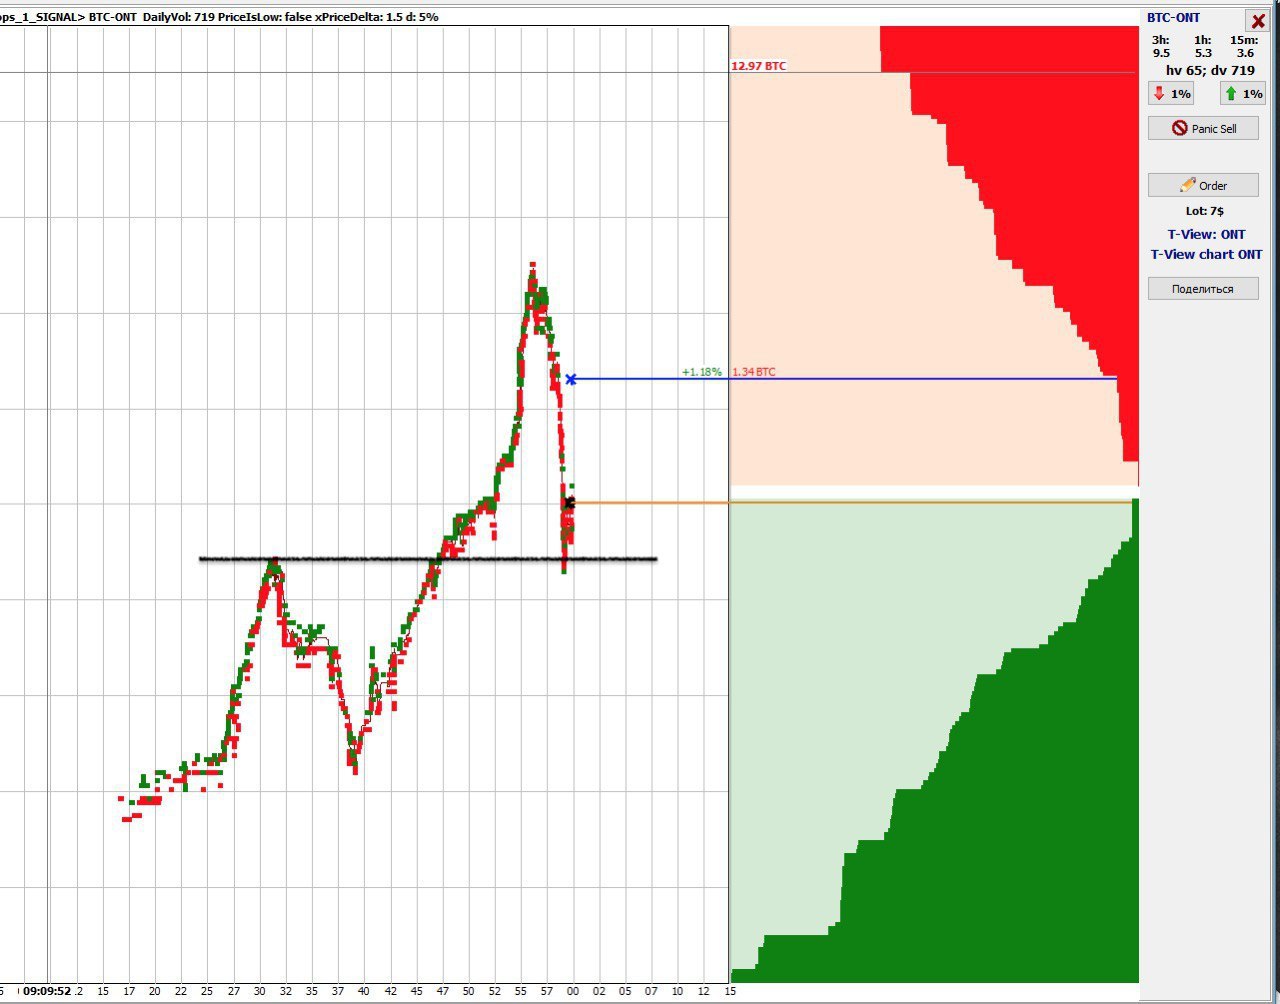 ops_1_SIGNAL> BTC-ONT DailyVol: 719 PriceIsLow: false xPriceDelta: 1.5 d: 5%
BTC-ONT
3h: 1h: 15m:
9.5 5.3 3.6
hv 65; dv 719
1% 1%
Panic Sell
Order
Lot: 7$
T-View: ONT
T-View chart ONT
Поделиться
12.97 BTC
+1.18% 1.34 BTC
09:09:52 .2 15 17 20 22 25 27 30 32 35 37 40 42 45 47 50 52 55 57 00 02 05 07 10 12 15